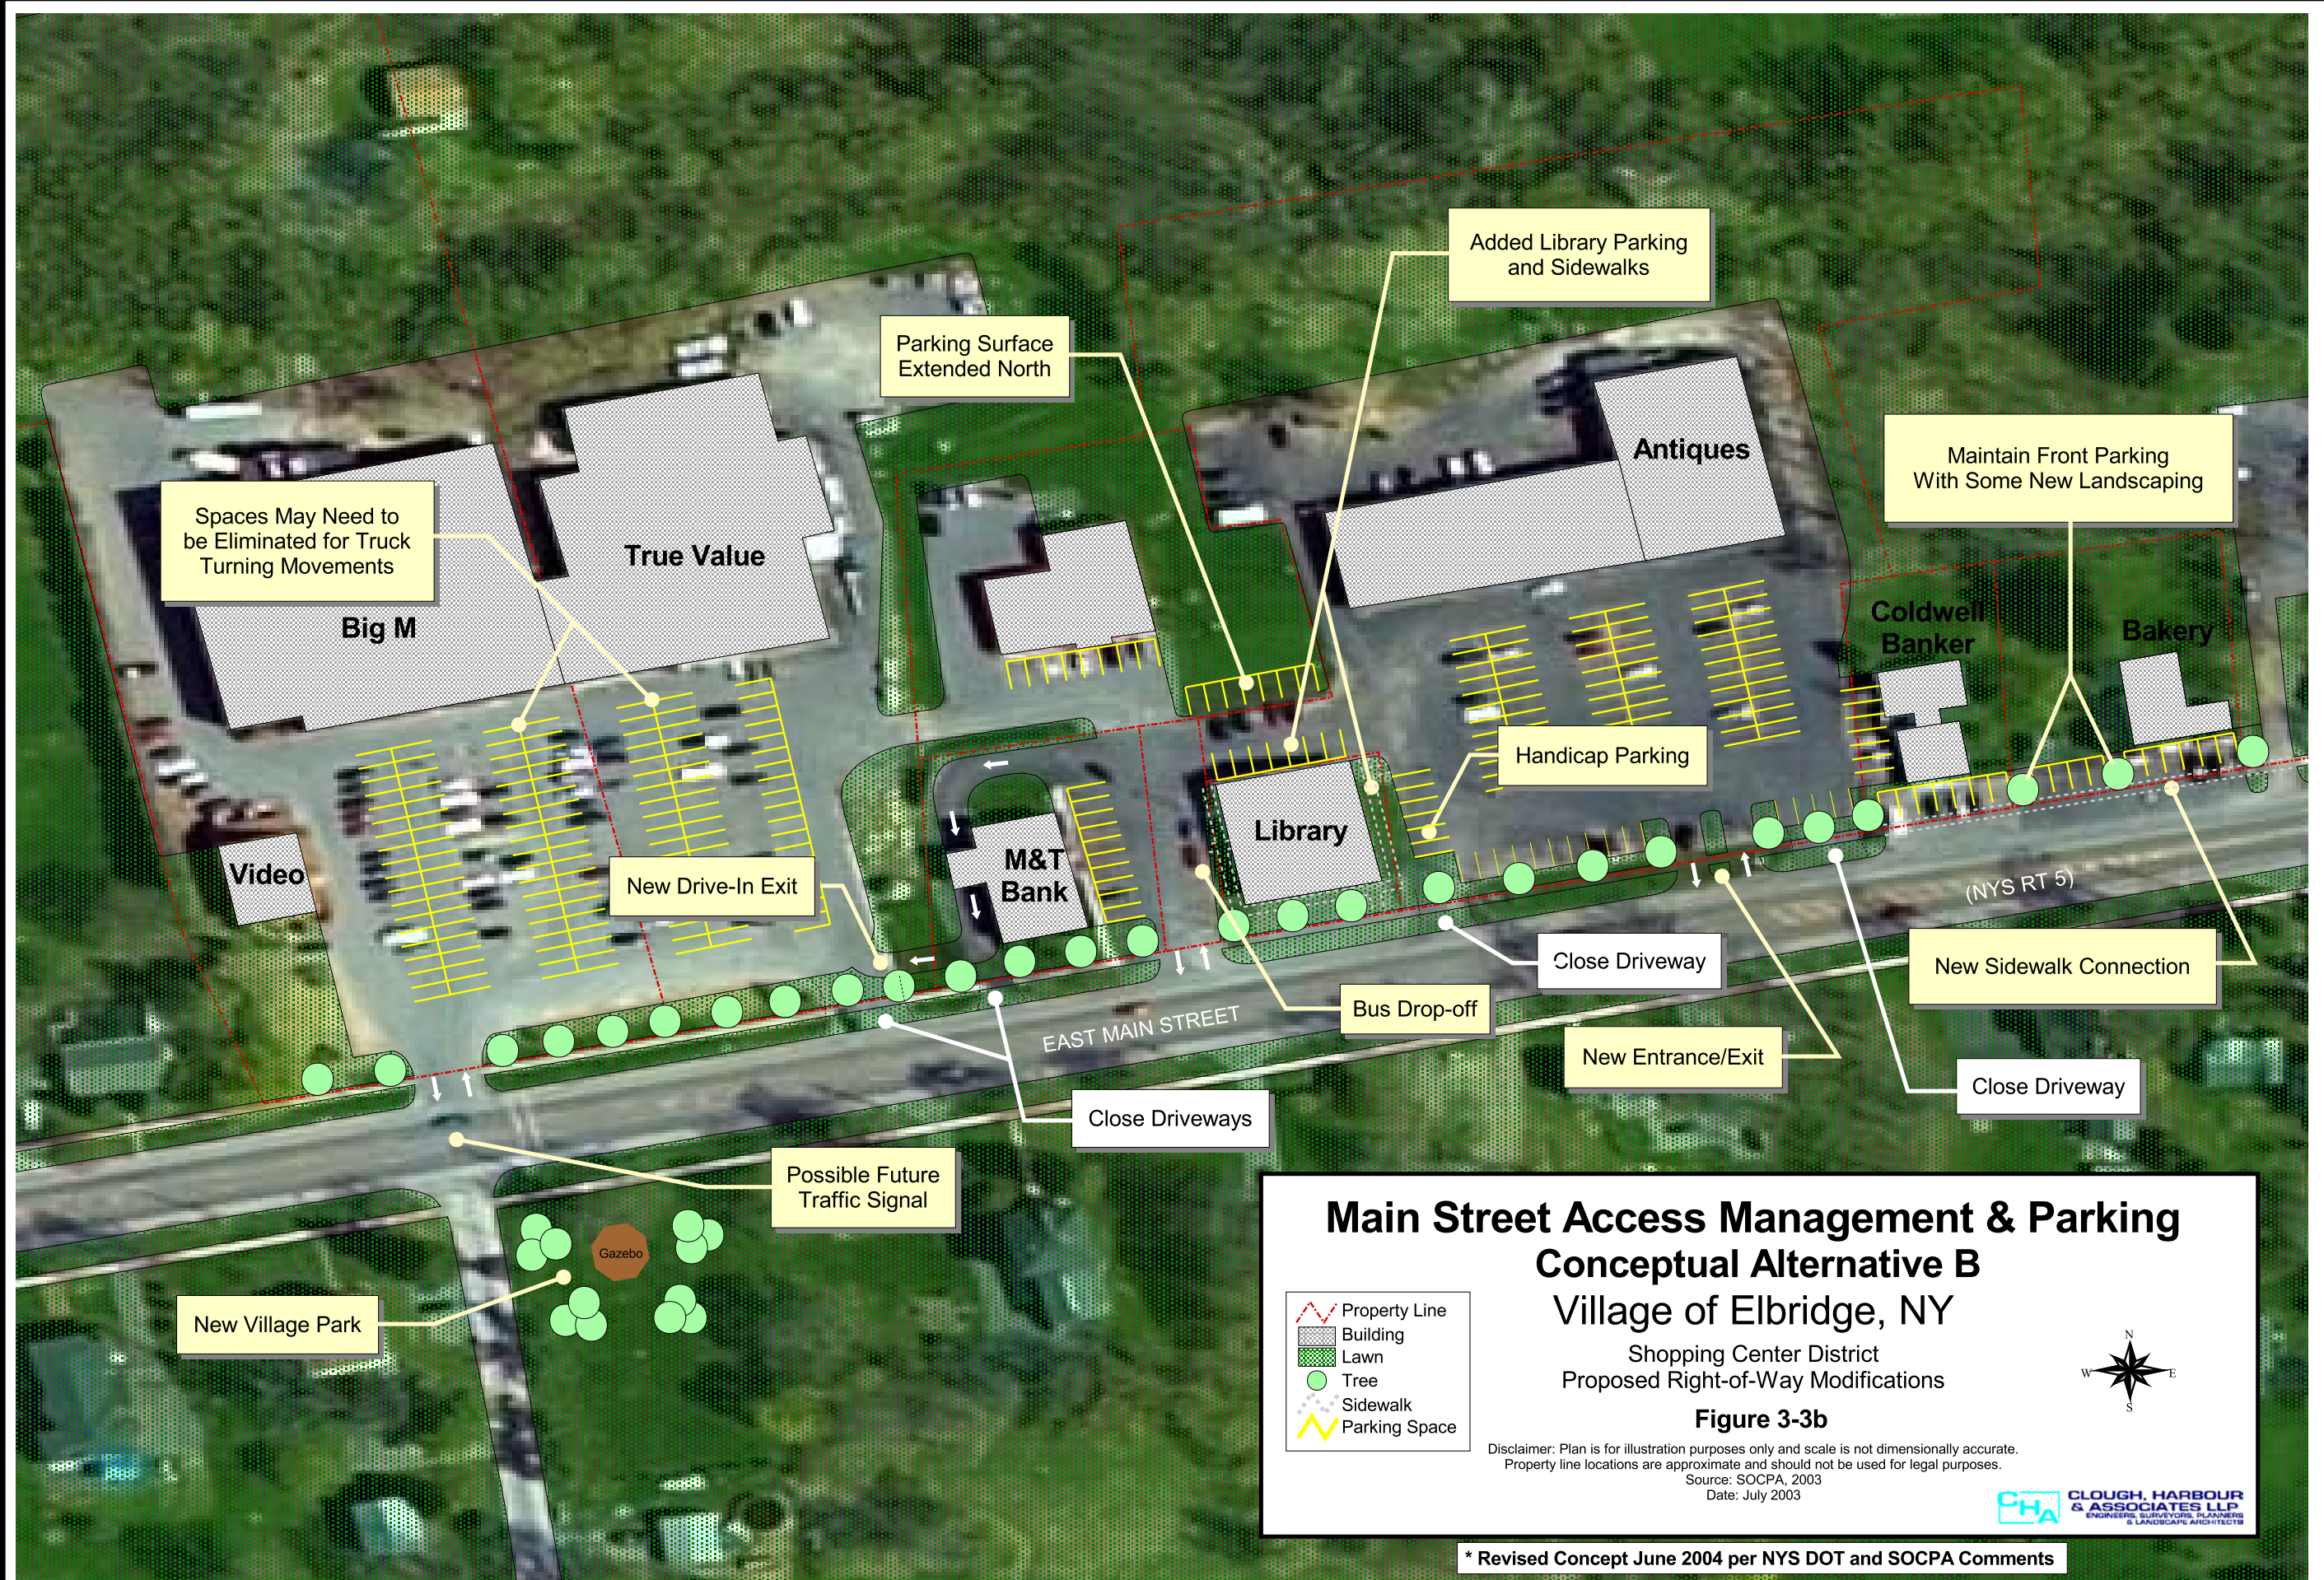 Added Library Parking
and Sidewalks
Parking Surface
Extended North
Antiques
Maintain Front Parking
With Some New Landscaping
Spaces May Need to
be Eliminated for Truck
Turning Movements
True Value
Big M
Coldwell
Banker
Bakery
Handicap Parking
Library
Video
M&T
Bank
New Drive-In Exit
(NYS RT 5)
Close Driveway
New Sidewalk Connection
Bus Drop-off
EAST MAIN STREET
New Entrance/Exit
Close Driveway
Close Driveways
Possible Future
Traffic Signal
Gazebo
New Village Park
Main Street Access Management & Parking
Conceptual Alternative B
Village of Elbridge, NY
Shopping Center District
Proposed Right-of-Way Modifications
Figure 3-3b
Disclaimer: Plan is for illustration purposes only and scale is not dimensionally accurate.
Property line locations are approximate and should not be used for legal purposes.
Source: SOCPA, 2003
Date: July 2003
Property Line
Building
Lawn
Tree
Sidewalk
Parking Space
N
W E
S
CHA
CLOUGH, HARBOUR
& ASSOCIATES LLP
ENGINEERS, SURVEYORS, PLANNERS
& LANDSCAPE ARCHITECTS
* Revised Concept June 2004 per NYS DOT and SOCPA Comments